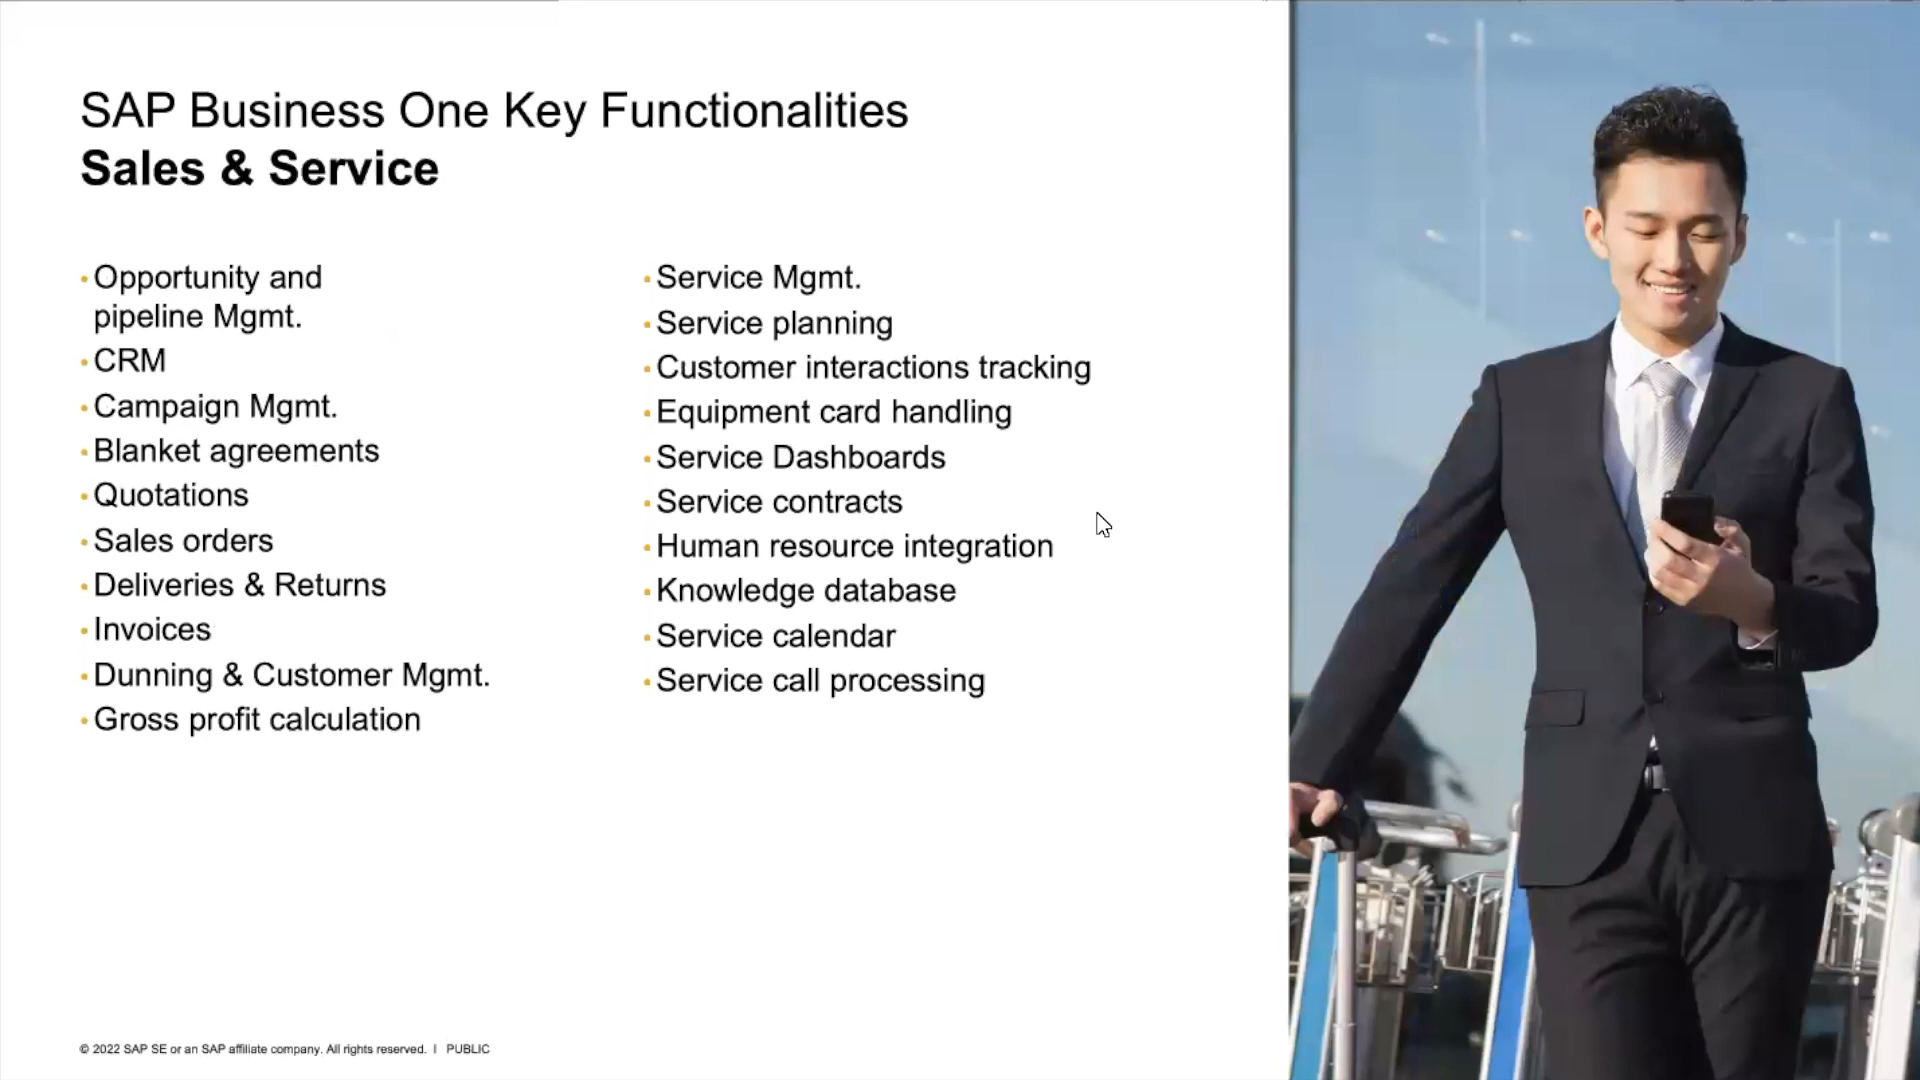 SAP Business One Key Functionalities
Sales & Service
• Opportunity and
pipeline Mgmt.
• CRM
• Campaign Mgmt.
• Blanket agreements
• Quotations
• Sales orders
• Deliveries & Returns
• Invoices
• Dunning & Customer Mgmt.
• Gross profit calculation
• Service Mgmt.
• Service planning
• Customer interactions tracking
• Equipment card handling
• Service Dashboards
• Service contracts
• Human resource integration
• Knowledge database
• Service calendar
• Service call processing
© 2022 SAP SE or an SAP affiliate company. All rights reserved. | PUBLIC